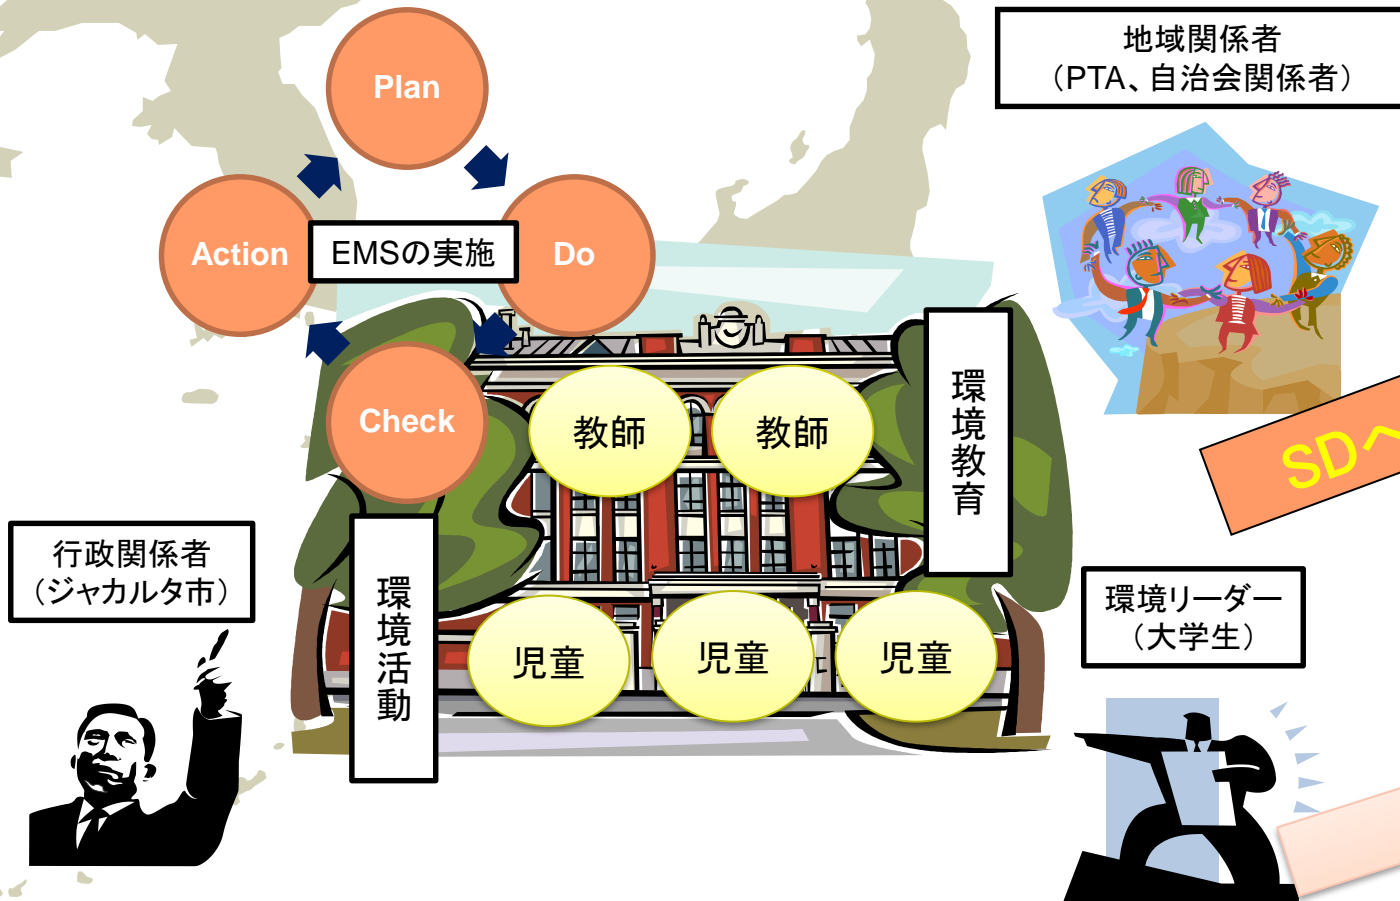 Plan
Action
EMSの実施
Do
Check
地域関係者
（PTA、自治会関係者）
教師
教師
環境教育
SDへ
行政関係者
（ジャカルタ市）
環境活動
児童
児童
児童
環境リーダー
（大学生）